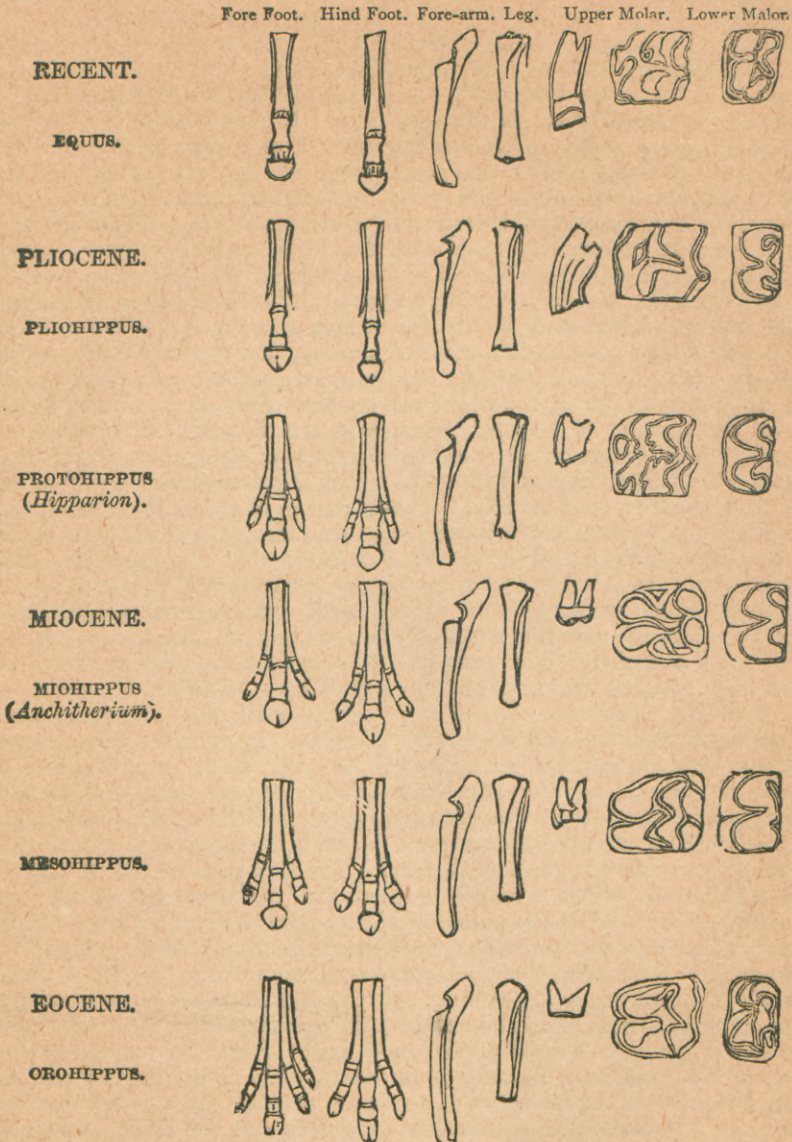 Fore Foot. Hind Foot. Fore-arm. Leg. Upper Molar. Lower Malor.
RECENT.
EQUUS.
PLIOCENE.
PLIOHIPPUS.
PROTOHIPPUS
(Hipparion).
MIOCENE.
MIOHIPPUS
(Anchitherium).
MESOHIPPUS.
EOCENE.
OROHIPPUS.